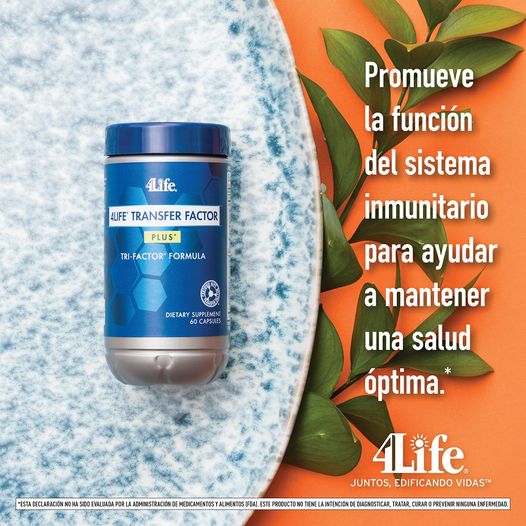 4Life®
4LIFE® TRANSFER FACTOR
PLUS®
TRI-FACTOR® FORMULA
DIETARY SUPPLEMENT
60 CAPSULES
Promueve
la función
del sistema
inmunitario
para ayudar
a mantener
una salud
óptima.*
4Life®
JUNTOS, EDIFICANDO VIDAS™
*ESTA DECLARACIÓN NO HA SIDO EVALUADA POR LA ADMINISTRACIÓN DE MEDICAMENTOS Y ALIMENTOS (FDA). ESTE PRODUCTO NO TIENE LA INTENCIÓN DE DIAGNOSTICAR, TRATAR, CURAR O PREVENIR NINGUNA ENFERMEDAD.